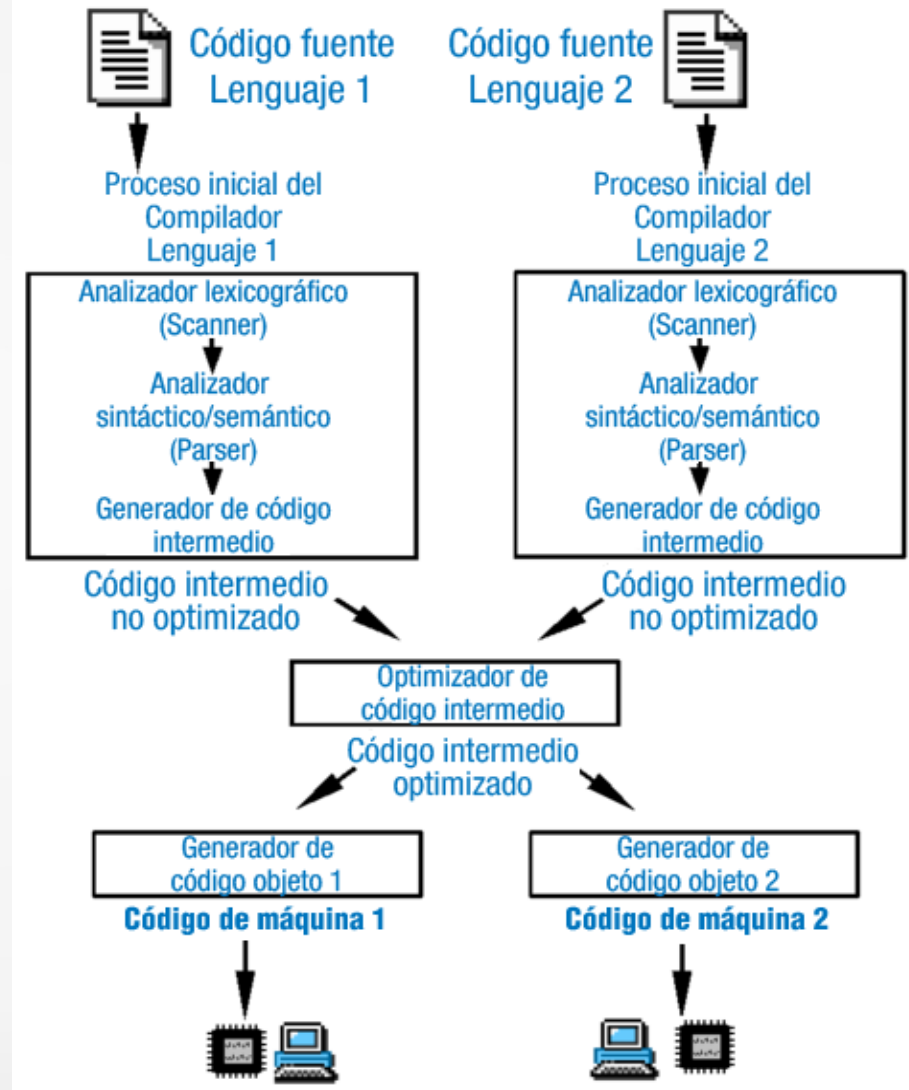 Código fuente
Lenguaje 1
Código fuente
Lenguaje 2
Proceso inicial del
Compilador
Lenguaje 1
Proceso inicial del
Compilador
Lenguaje 2
Analizador lexicográfico
(Scanner)
Analizador
sintáctico/semántico
(Parser)
Generador de código
intermedio
Analizador lexicográfico
(Scanner)
Analizador
sintáctico/semántico
(Parser)
Generador de código
intermedio
Código intermedio
no optimizado
Código intermedio
no optimizado
Optimizador de
código intermedio
Código intermedio
optimizado
Generador de
código objeto 1
Código de máquina 1
Generador de
código objeto 2
Código de máquina 2